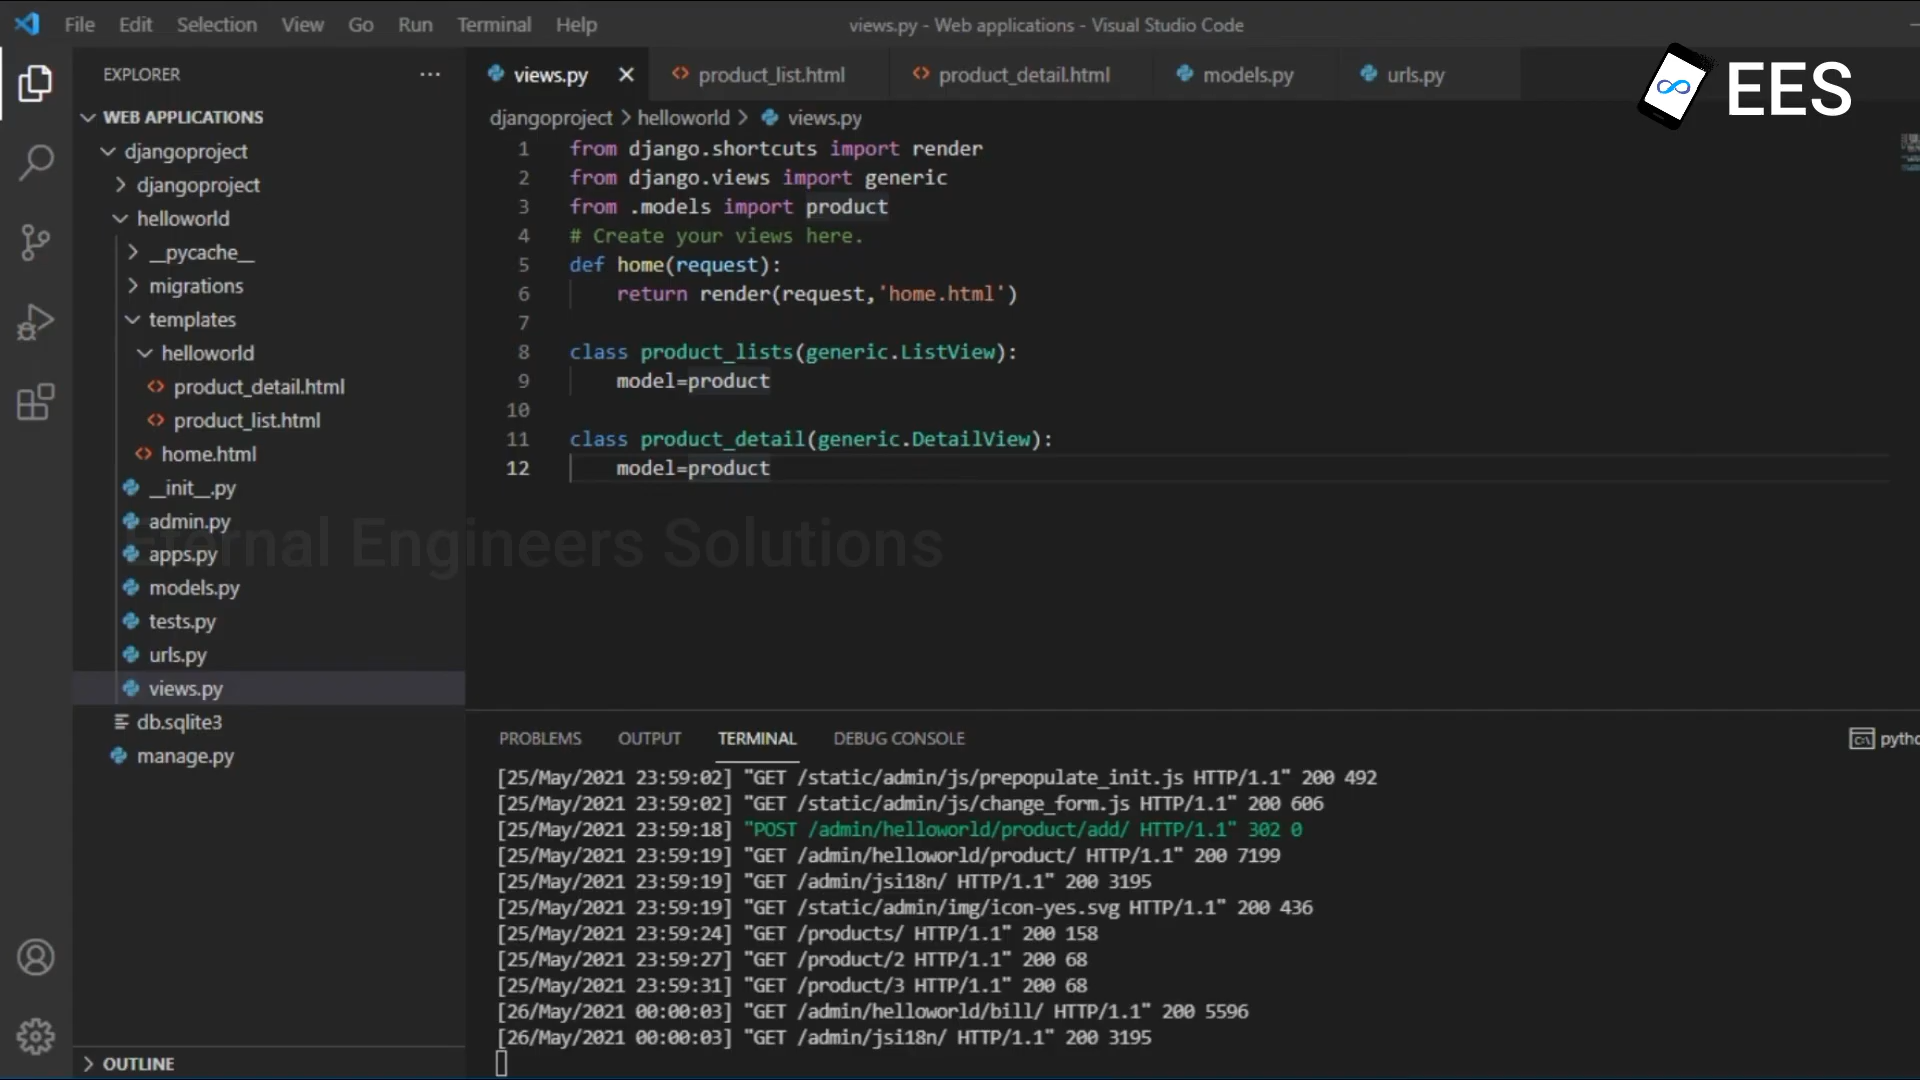 File Edit Selection View Go Run Terminal Help
views.py - Web applications - Visual Studio Code
EES
EXPLORER
WEB APPLICATIONS
djangoproject
djangoproject
helloworld
__pycache__
migrations
templates
helloworld
product_detail.html
product_list.html
home.html
__init__.py
admin.py
apps.py
models.py
tests.py
urls.py
views.py
db.sqlite3
manage.py
OUTLINE
views.py product_list.html product_detail.html models.py urls.py
djangoproject > helloworld > views.py
1 from django.shortcuts import render
2 from django.views import generic
3 from .models import product
4 # Create your views here.
5 def home(request):
6 return render(request,'home.html')
7
8 class product_lists(generic.ListView):
9 model=product
10
11 class product_detail(generic.DetailView):
12 model=product
Eternal Engineers Solutions
PROBLEMS OUTPUT TERMINAL DEBUG CONSOLE
[25/May/2021 23:59:02] "GET /static/admin/js/prepopulate_init.js HTTP/1.1" 200 492
[25/May/2021 23:59:02] "GET /static/admin/js/change_form.js HTTP/1.1" 200 606
[25/May/2021 23:59:18] "POST /admin/helloworld/product/add/ HTTP/1.1" 302 0
[25/May/2021 23:59:19] "GET /admin/helloworld/product/ HTTP/1.1" 200 7199
[25/May/2021 23:59:19] "GET /admin/jsi18n/ HTTP/1.1" 200 3195
[25/May/2021 23:59:19] "GET /static/admin/img/icon-yes.svg HTTP/1.1" 200 436
[25/May/2021 23:59:24] "GET /products/ HTTP/1.1" 200 158
[25/May/2021 23:59:27] "GET /product/2 HTTP/1.1" 200 68
[25/May/2021 23:59:31] "GET /product/3 HTTP/1.1" 200 68
[26/May/2021 00:00:03] "GET /admin/helloworld/bill/ HTTP/1.1" 200 5596
[26/May/2021 00:00:03] "GET /admin/jsi18n/ HTTP/1.1" 200 3195